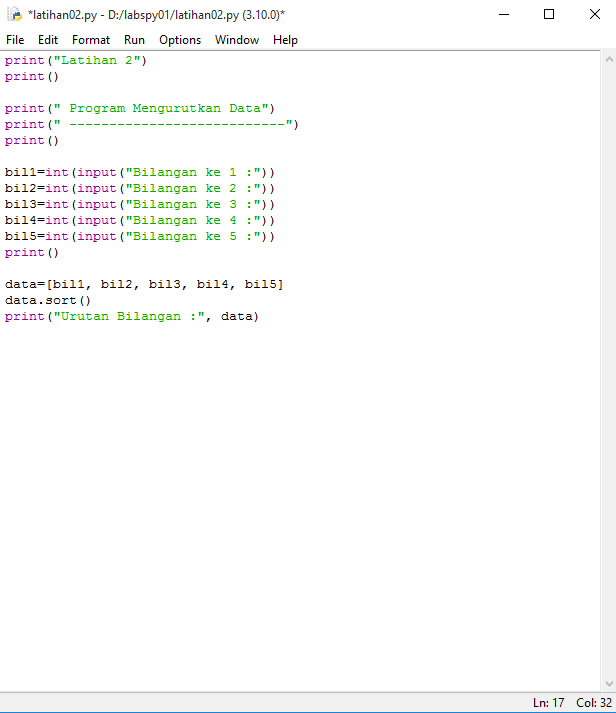 *latihan02.py - D:/labspy01/latihan02.py (3.10.0)*
File Edit Format Run Options Window Help
print("Latihan 2")
print()
print(" Program Mengurutkan Data")
print(" ---------------------------")
print()
bil1=int(input("Bilangan ke 1 :"))
bil2=int(input("Bilangan ke 2 :"))
bil3=int(input("Bilangan ke 3 :"))
bil4=int(input("Bilangan ke 4 :"))
bil5=int(input("Bilangan ke 5 :"))
print()
data=[bil1, bil2, bil3, bil4, bil5]
data.sort()
print("Urutan Bilangan :", data)
Ln: 17 Col: 32